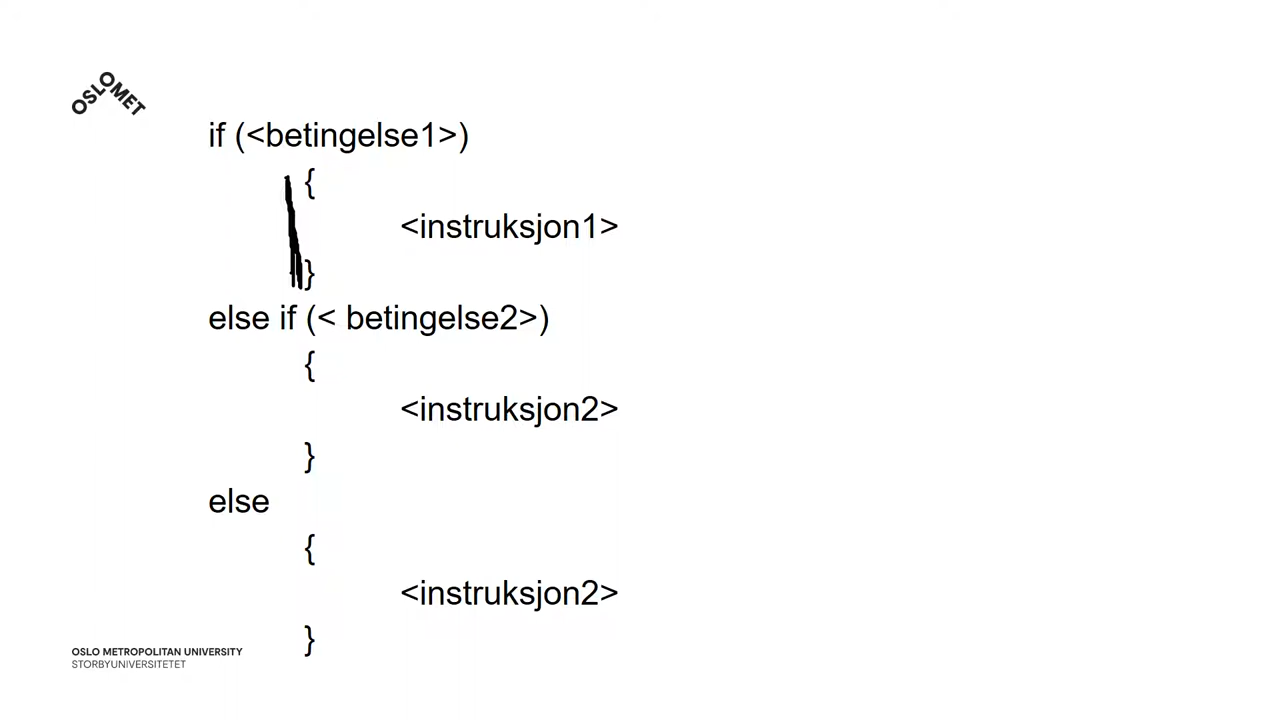 OSLOMET
if (<betingelse1>)
{
<instruksjon1>
}
else if (< betingelse2>)
{
<instruksjon2>
}
else
{
<instruksjon2>
}
OSLO METROPOLITAN UNIVERSITY
STORBYUNIVERSITETET